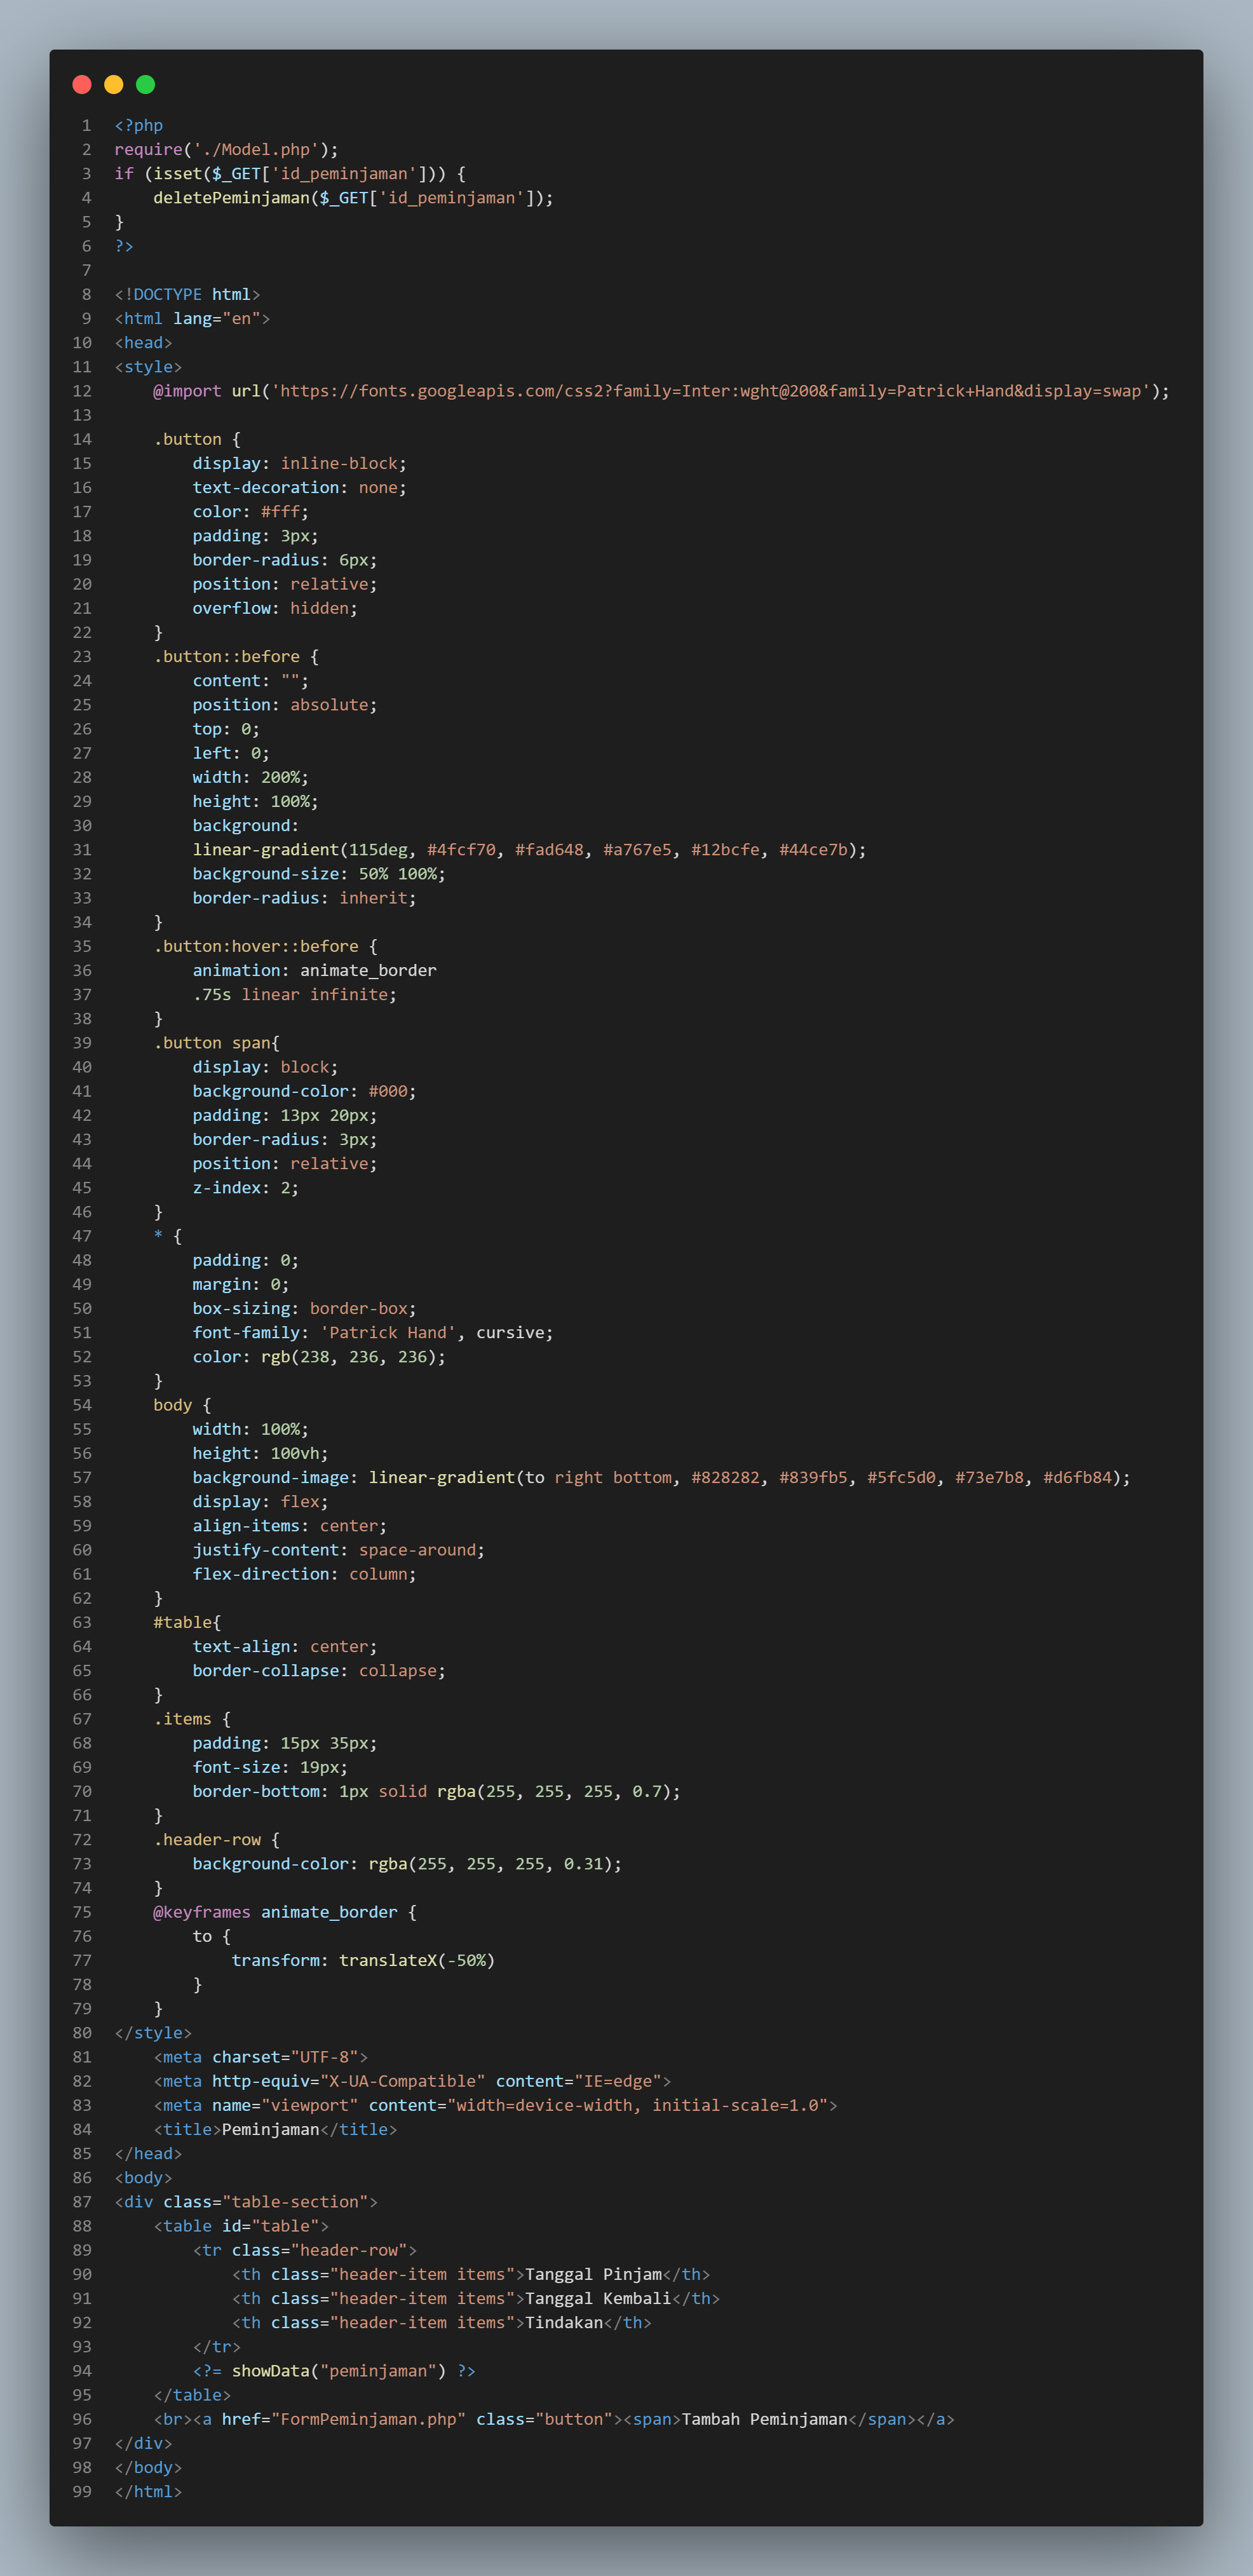 1 <?php
2 require('./Model.php');
3 if (isset($_GET['id_peminjaman'])) {
4     deletePeminjaman($_GET['id_peminjaman']);
5 }
6 ?>
7
8 <!DOCTYPE html>
9 <html lang="en">
10 <head>
11 <style>
12     @import url('https://fonts.googleapis.com/css2?family=Inter:wght@200&family=Patrick+Hand&display=swap');
13
14     .button {
15         display: inline-block;
16         text-decoration: none;
17         color: #fff;
18         padding: 3px;
19         border-radius: 6px;
20         position: relative;
21         overflow: hidden;
22     }
23     .button::before {
24         content: "";
25         position: absolute;
26         top: 0;
27         left: 0;
28         width: 200%;
29         height: 100%;
30         background:
31         linear-gradient(115deg, #4fcf70, #fad648, #a767e5, #12bcfe, #44ce7b);
32         background-size: 50% 100%;
33         border-radius: inherit;
34     }
35     .button:hover::before {
36         animation: animate_border
37         .75s linear infinite;
38     }
39     .button span{
40         display: block;
41         background-color: #000;
42         padding: 13px 20px;
43         border-radius: 3px;
44         position: relative;
45         z-index: 2;
46     }
47     * {
48         padding: 0;
49         margin: 0;
50         box-sizing: border-box;
51         font-family: 'Patrick Hand', cursive;
52         color: rgb(238, 236, 236);
53     }
54     body {
55         width: 100%;
56         height: 100vh;
57         background-image: linear-gradient(to right bottom, #828282, #839fb5, #5fc5d0, #73e7b8, #d6fb84);
58         display: flex;
59         align-items: center;
60         justify-content: space-around;
61         flex-direction: column;
62     }
63     #table{
64         text-align: center;
65         border-collapse: collapse;
66     }
67     .items {
68         padding: 15px 35px;
69         font-size: 19px;
70         border-bottom: 1px solid rgba(255, 255, 255, 0.7);
71     }
72     .header-row {
73         background-color: rgba(255, 255, 255, 0.31);
74     }
75     @keyframes animate_border {
76         to {
77             transform: translateX(-50%)
78         }
79     }
80 </style>
81     <meta charset="UTF-8">
82     <meta http-equiv="X-UA-Compatible" content="IE=edge">
83     <meta name="viewport" content="width=device-width, initial-scale=1.0">
84     <title>Peminjaman</title>
85 </head>
86 <body>
87 <div class="table-section">
88     <table id="table">
89         <tr class="header-row">
90             <th class="header-item items">Tanggal Pinjam</th>
91             <th class="header-item items">Tanggal Kembali</th>
92             <th class="header-item items">Tindakan</th>
93         </tr>
94         <?= showData("peminjaman") ?>
95     </table>
96     <br><a href="FormPeminjaman.php" class="button"><span>Tambah Peminjaman</span></a>
97 </div>
98 </body>
99 </html>